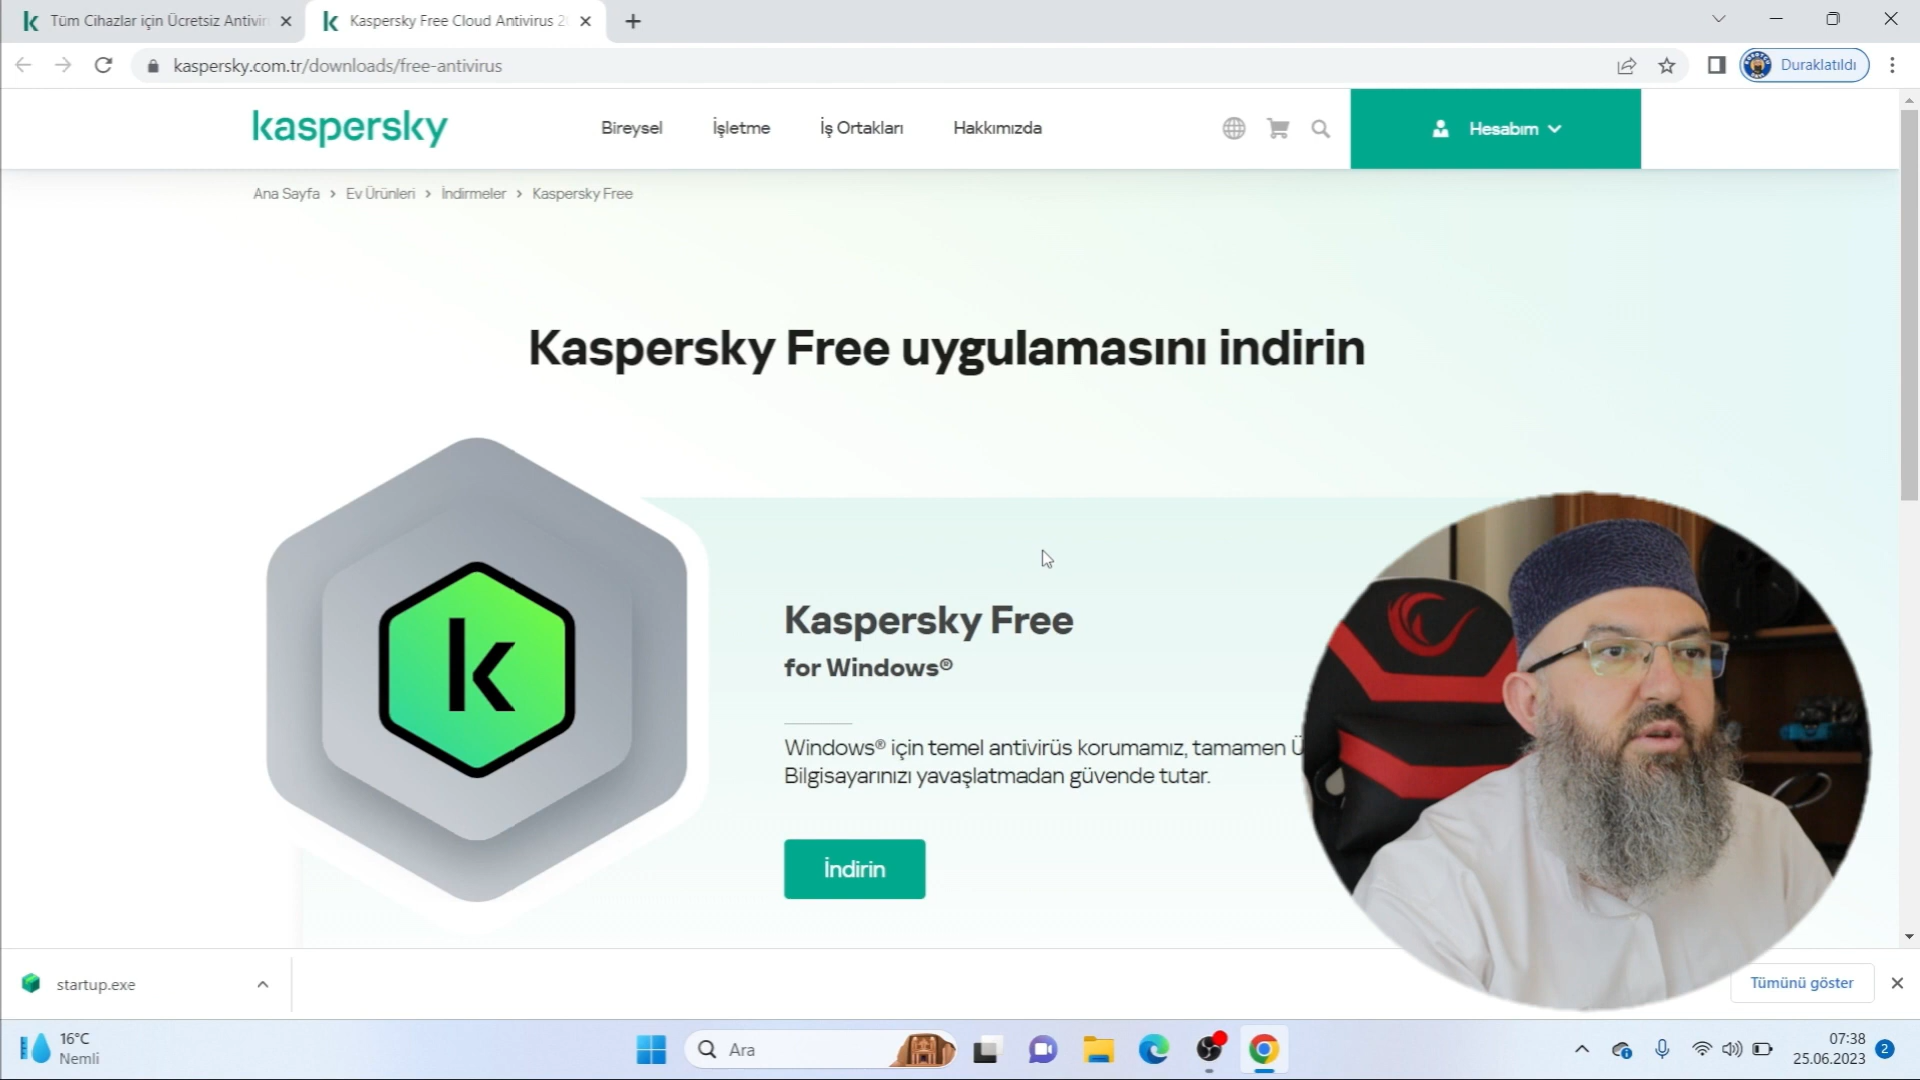 Tüm Cihazlar için Ücretsiz Antivir
Kaspersky Free Cloud Antivirus 2
kaspersky.com.tr/downloads/free-antivirus
Duraklatıldı
kaspersky
Bireysel
İşletme
İş Ortakları
Hakkımızda
Hesabım
Ana Sayfa > Ev Ürünleri > İndirmeler > Kaspersky Free
Kaspersky Free uygulamasını indirin
k
Kaspersky Free
for Windows®
Windows® için temel antivirüs korumamız, tamamen Ü
Bilgisayarınızı yavaşlatmadan güvende tutar.
İndirin
startup.exe
Tümünü göster
16°C
Nemli
Ara
07:38
25.06.2023
2